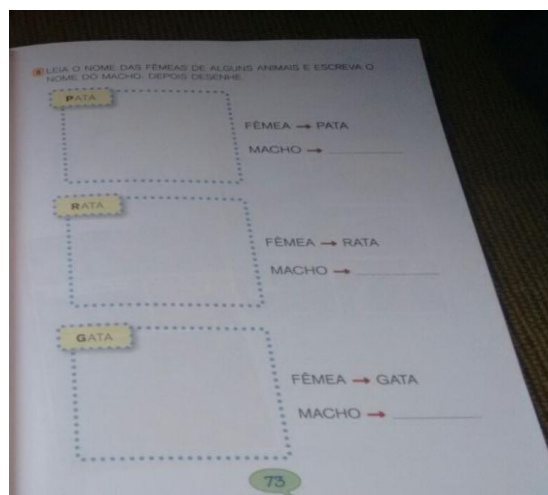 LEIA O NOME DAS FÊMEAS DE ALGUNS ANIMAIS E ESCREVA O
NOME DO MACHO. DEPOIS DESENHE.
PATA
FÊMEA → PATA
MACHO →
RATA
FÊMEA → RATA
MACHO →
GATA
FÊMEA → GATA
MACHO →
73